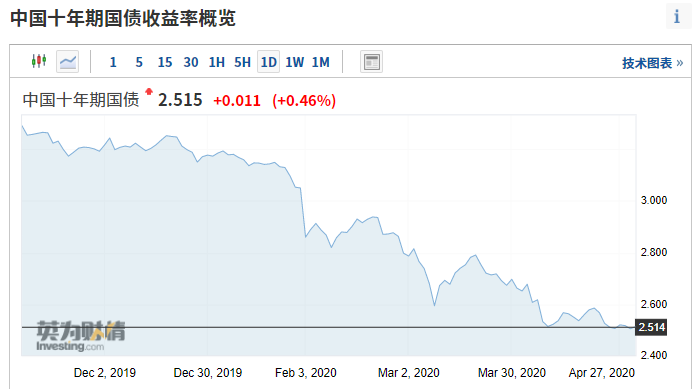 中国十年期国债收益率概览
i
1 5 15 30 1H 5H 1D 1W 1M 技术图表 »
中国十年期国债 2.515 +0.011 (+0.46%)
3.000
2.800
2.600
2.514
2.400
英为财情
Investing.com
Dec 2, 2019 Dec 30, 2019 Feb 3, 2020 Mar 2, 2020 Mar 30, 2020 Apr 27, 2020